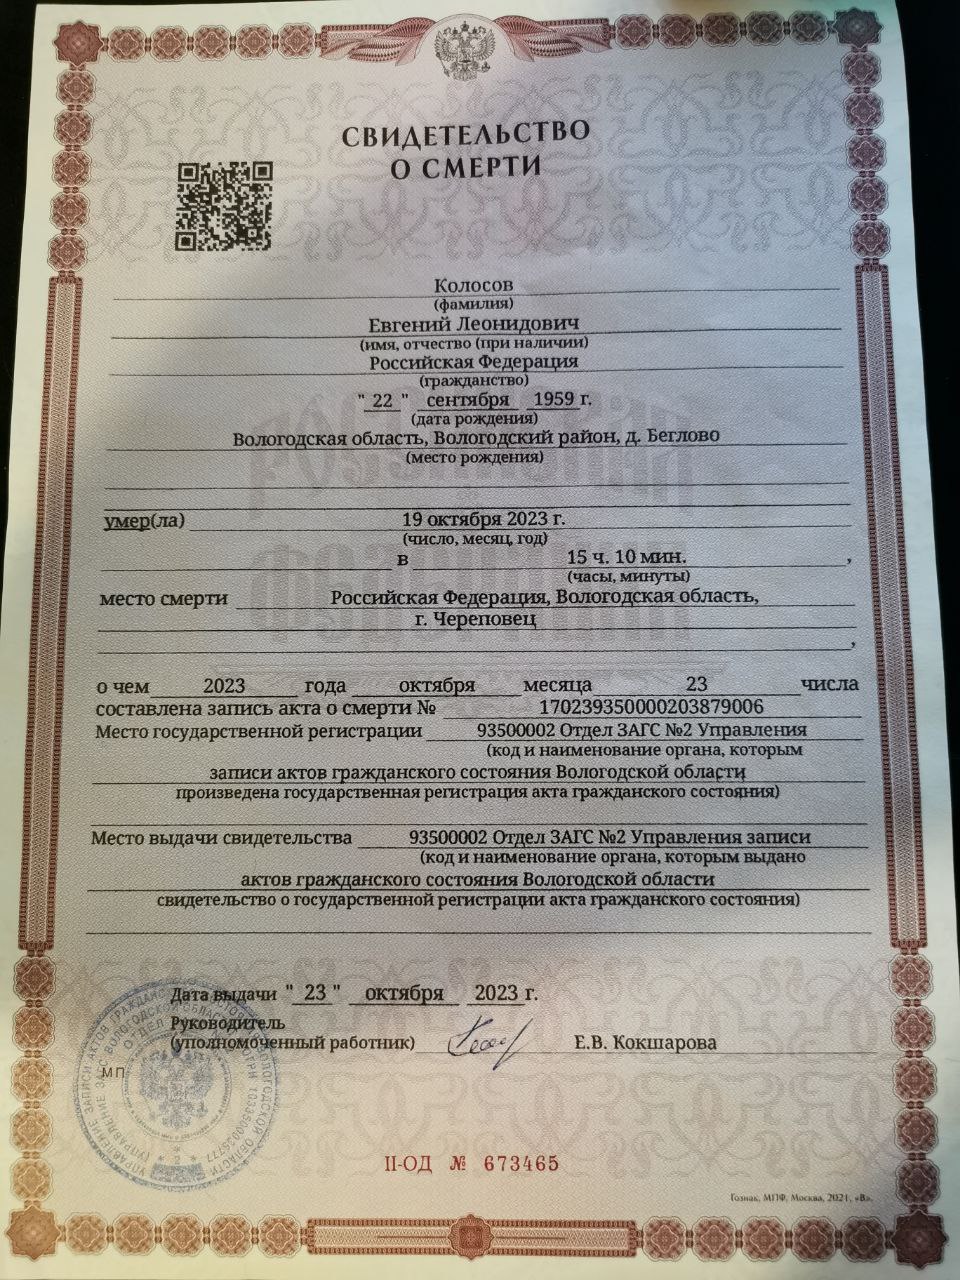 СВИДЕТЕЛЬСТВО
О СМЕРТИ
Колосов
(фамилия)
Евгений Леонидович
(имя, отчество (при наличии)
Российская Федерация
(гражданство)
" 22 " сентября 1959 г.
(дата рождения)
Вологодская область, Вологодский район, д. Беглово
(место рождения)
умер(ла) 19 октября 2023 г.
(число, месяц, год)
в 15 ч. 10 мин. ,
(часы, минуты)
место смерти Российская Федерация, Вологодская область,
г. Череповец
,
о чем 2023 года октября месяца 23 числа
составлена запись акта о смерти № 170239350000203879006
Место государственной регистрации 93500002 Отдел ЗАГС №2 Управления
(код и наименование органа, которым
записи актов гражданского состояния Вологодской области
произведена государственная регистрация акта гражданского состояния)
Место выдачи свидетельства 93500002 Отдел ЗАГС №2 Управления записи
(код и наименование органа, которым выдано
актов гражданского состояния Вологодской области
свидетельство о государственной регистрации акта гражданского состояния)
Дата выдачи " 23 " октября 2023 г.
Руководитель
(уполномоченный работник) Е.В. Кокшарова
МП
II-ОД № 673465
Гознак, МПФ, Москва, 2021, «В».